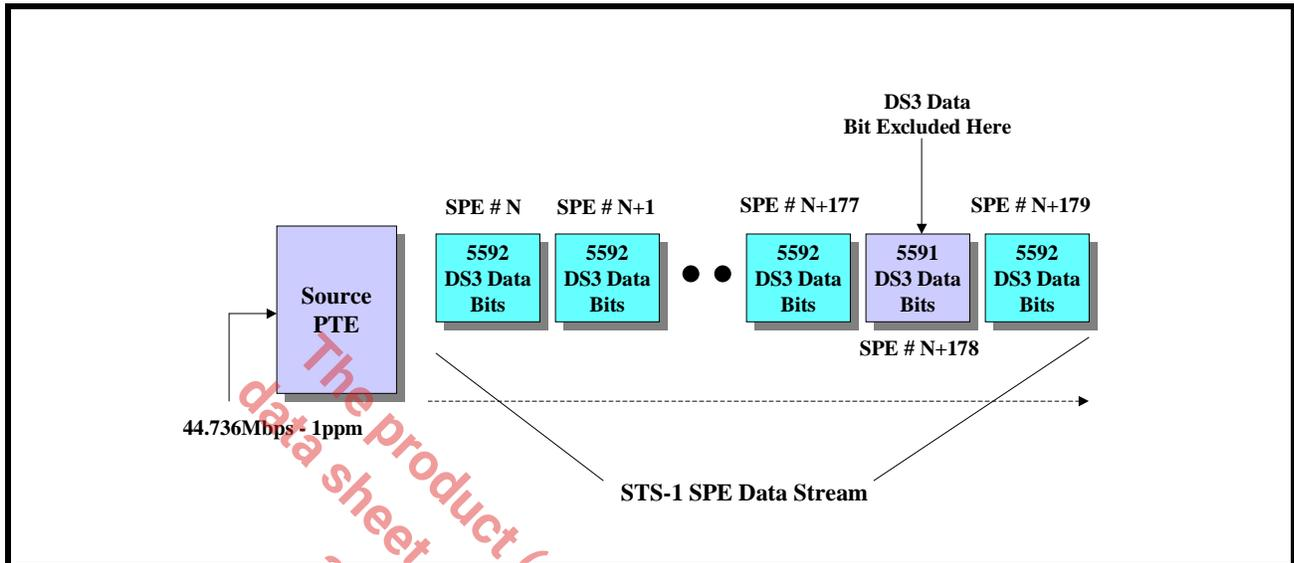 DS3 Data
Bit Excluded Here
SPE # N
SPE # N+1
SPE # N+177
SPE # N+179
5592
DS3 Data
Bits
5592
DS3 Data
Bits
5592
DS3 Data
Bits
5591
DS3 Data
Bits
5592
DS3 Data
Bits
Source
PTE
SPE # N+178
44.736Mbps - 1ppm
STS-1 SPE Data Stream
The product (
data sheet